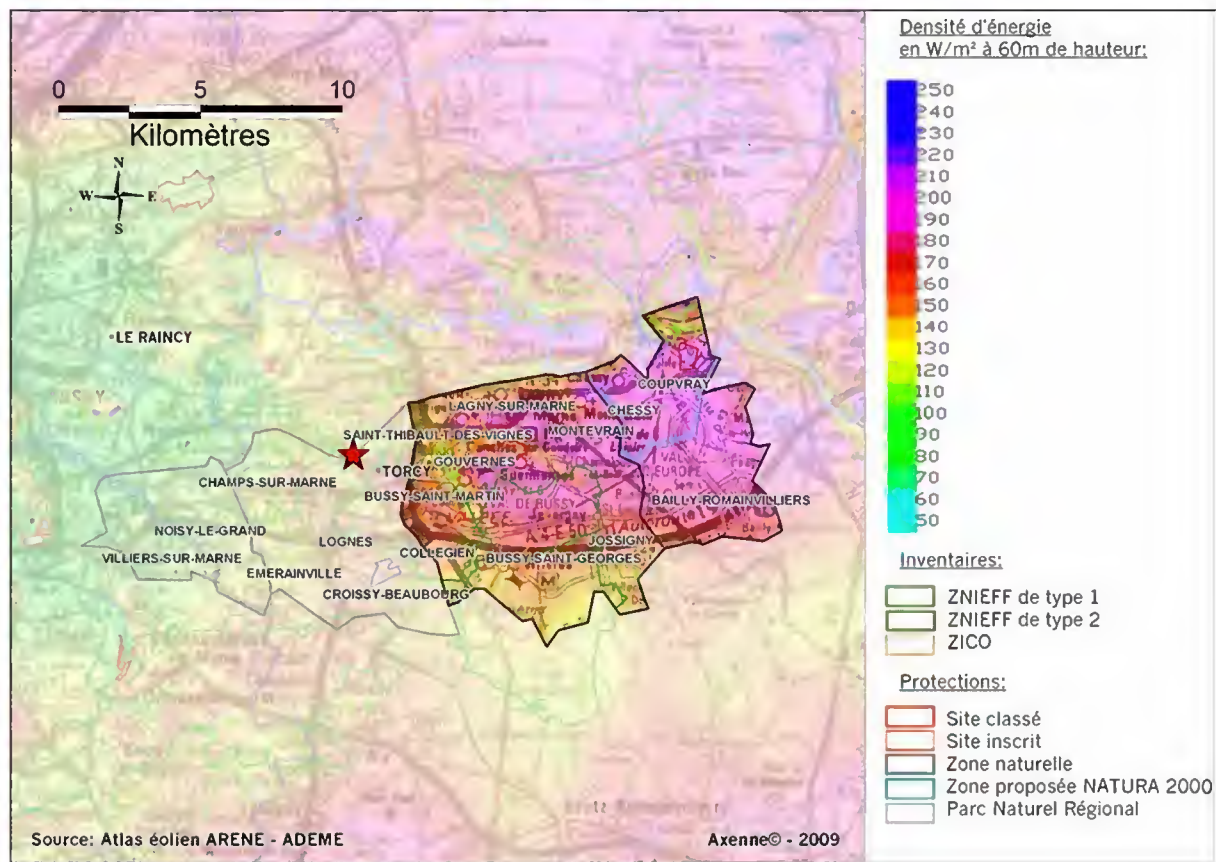 0 5 10
Kilomètres
N
W E
S
LE RAINCY
COUPVRAY
LAGNY-SUR-MARNE
CHESSY
MONTEVRAIN
SAINT-THIBAULT-DES-VIGNES
GOUVERNES
TORCY
VAL
EUROPE
CHAMPS-SUR-MARNE
BUSSY-SAINT-MARTIN
VAL DE BUSSY
BAILLY-ROMAINVILLIERS
NOISY-LE-GRAND
LOGNES
JOSSIGNY
COLLEGIEN
BUSSY-SAINT-GEORGES
VILLIERS-SUR-MARNE
EMERAINVILLE
CROISSY-BEAUBOURG
Source: Atlas éolien ARENE - ADEME
Axenne© - 2009
Densité d'énergie
en W/m² à 60m de hauteur:
250
240
230
220
210
200
190
180
170
160
150
140
130
120
110
100
90
80
70
60
50
Inventaires:
ZNIEFF de type 1
ZNIEFF de type 2
ZICO
Protections:
Site classé
Site inscrit
Zone naturelle
Zone proposée NATURA 2000
Parc Naturel Régional